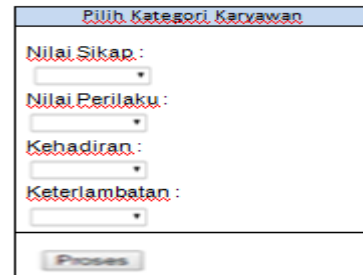 Pilih Kategori Karyawan
Nilai Sikap :
Nilai Perilaku :
Kehadiran :
Keterlambatan :
Proses